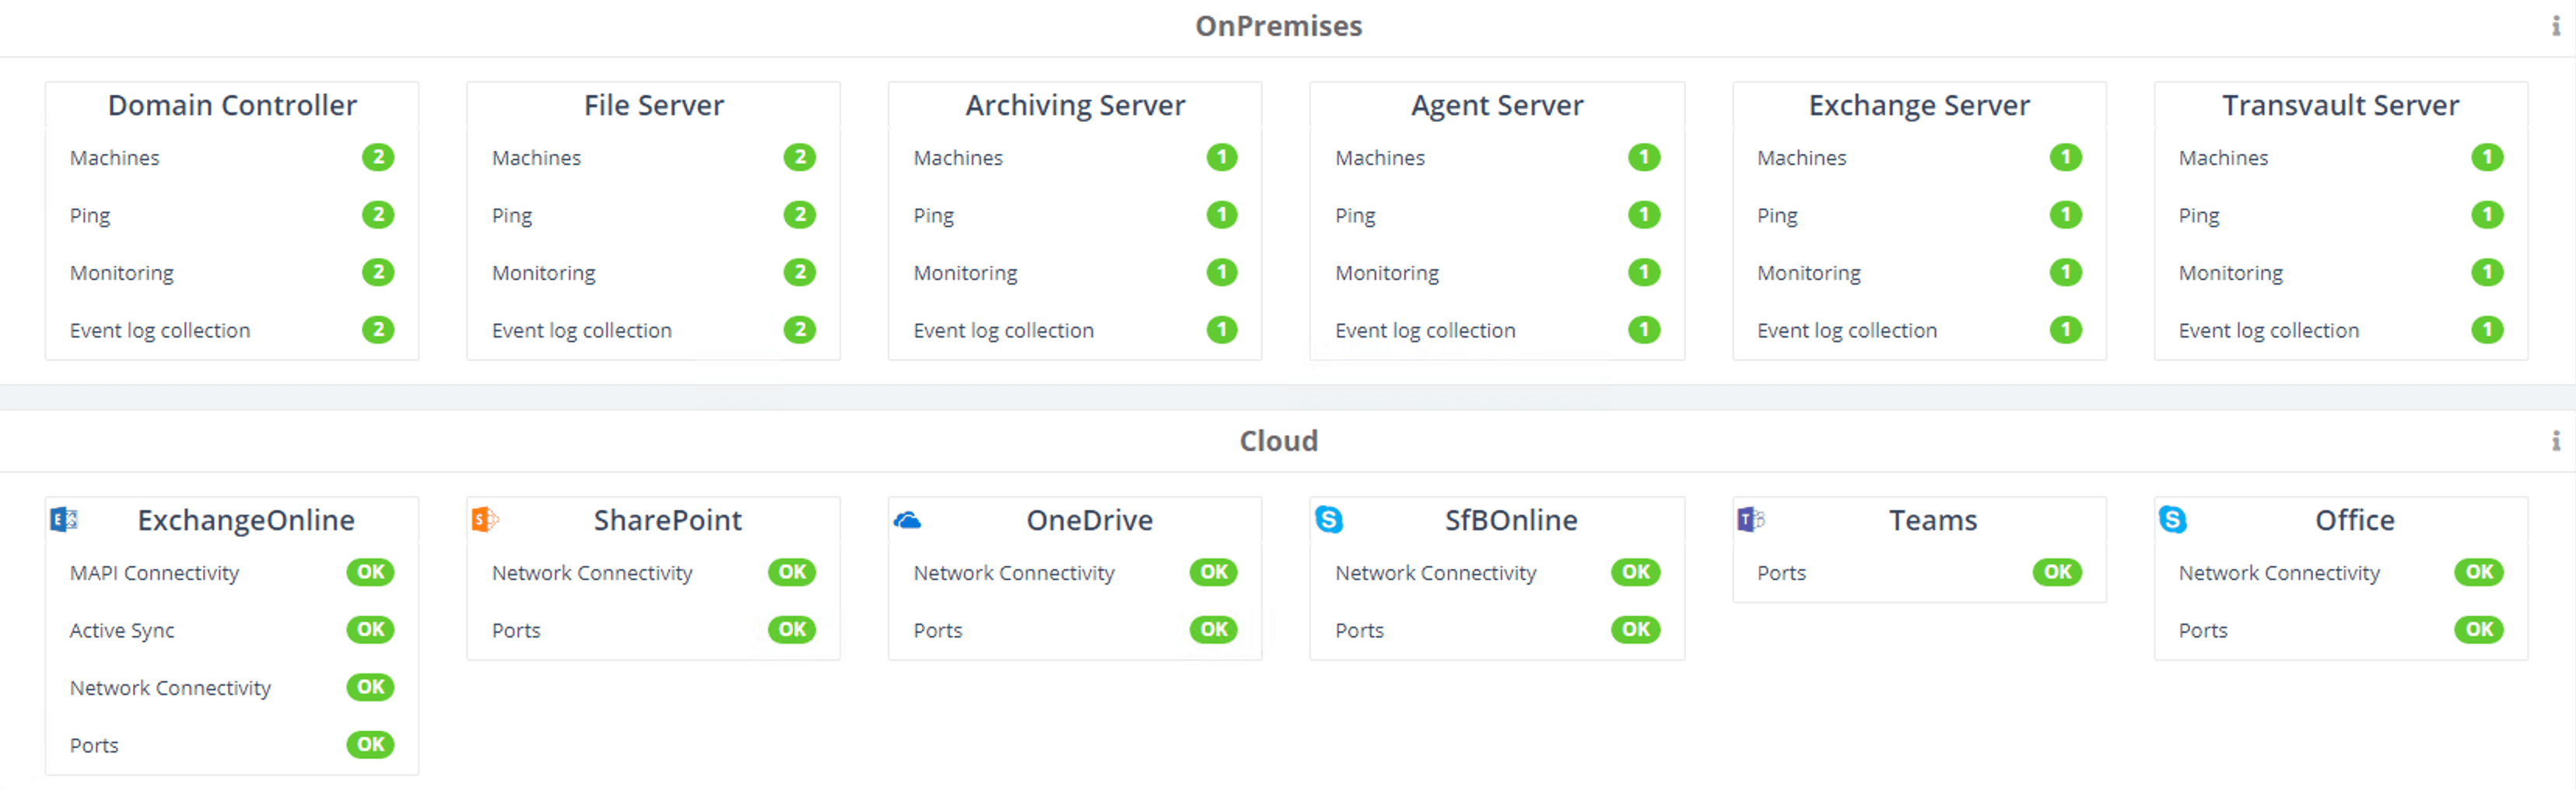 OnPremises
Domain Controller
Machines 2
Ping 2
Monitoring 2
Event log collection 2
File Server
Machines 2
Ping 2
Monitoring 2
Event log collection 2
Archiving Server
Machines 1
Ping 1
Monitoring 1
Event log collection 1
Agent Server
Machines 1
Ping 1
Monitoring 1
Event log collection 1
Exchange Server
Machines 1
Ping 1
Monitoring 1
Event log collection 1
Transvault Server
Machines 1
Ping 1
Monitoring 1
Event log collection 1
Cloud
ExchangeOnline
MAPI Connectivity OK
Active Sync OK
Network Connectivity OK
Ports OK
SharePoint
Network Connectivity OK
Ports OK
OneDrive
Network Connectivity OK
Ports OK
SfBOnline
Network Connectivity OK
Ports OK
Teams
Ports OK
Office
Network Connectivity OK
Ports OK